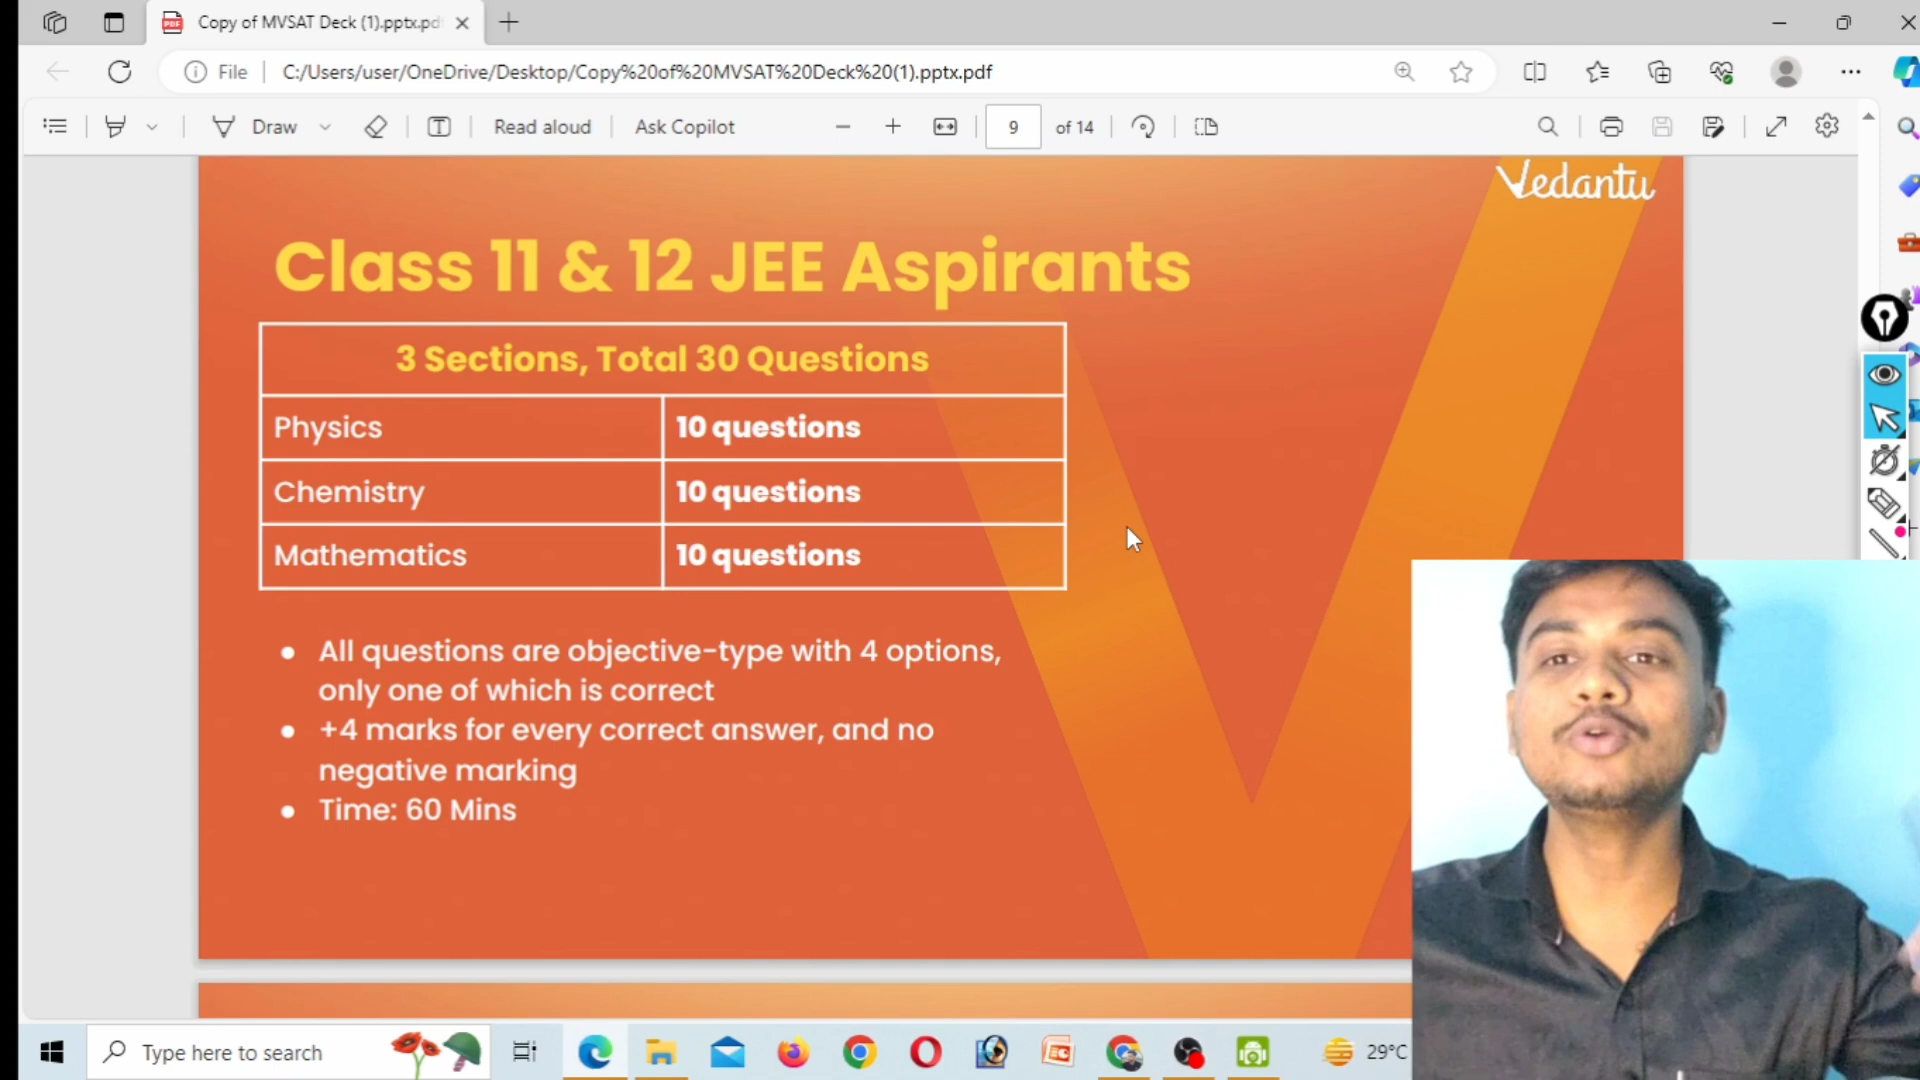 Copy of MVSAT Deck (1).pptx.pd
File
C:/Users/user/OneDrive/Desktop/Copy%20of%20MVSAT%20Deck%20(1).pptx.pdf
Draw
Read aloud
Ask Copilot
9
of 14
Vedantu
Class 11 & 12 JEE Aspirants
3 Sections, Total 30 Questions
Physics 10 questions
Chemistry 10 questions
Mathematics 10 questions
All questions are objective-type with 4 options,
only one of which is correct
+4 marks for every correct answer, and no
negative marking
Time: 60 Mins
Type here to search
29°C